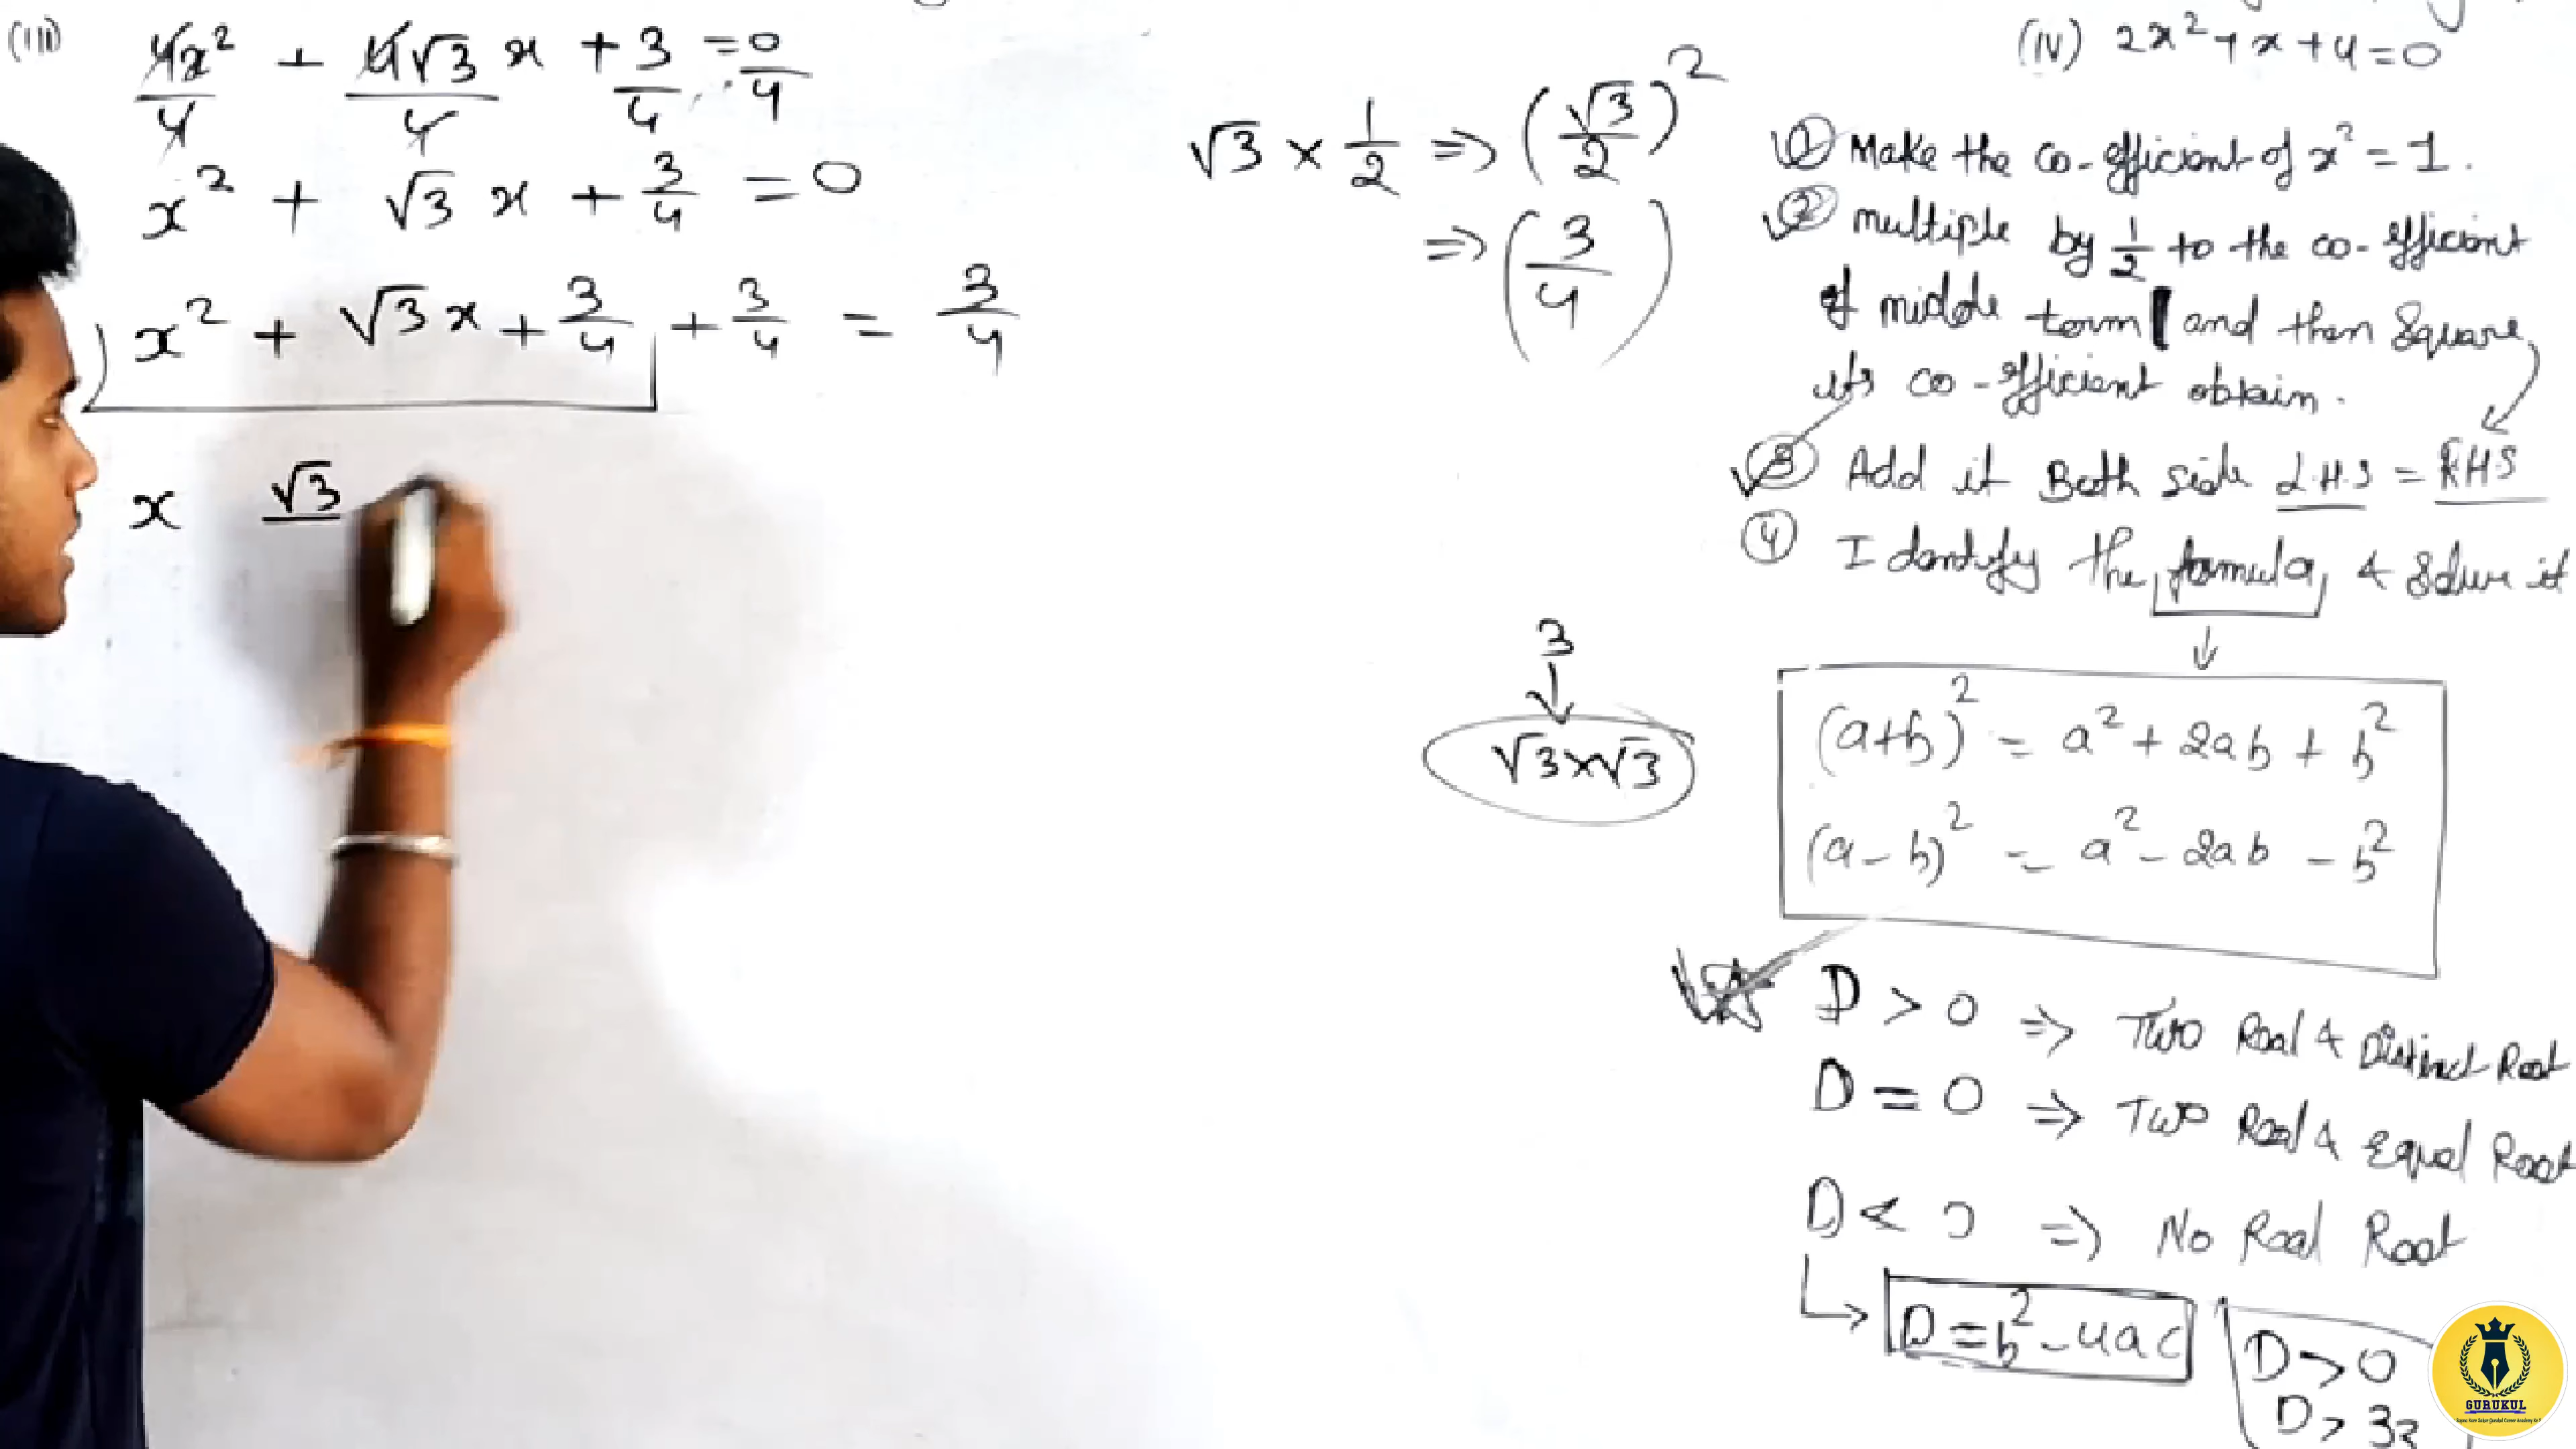 (III) 4x² + 4√3 x + 3 = 0
4 4 4 4
x² + √3 x + 3/4 = 0
x² + √3 x + 3/4 + 3/4 = 3/4
x √3
√3 × 1/2 ⇒ (√3/2)²
⇒ (3/4)
3
↓
√3×√3
(IV) 2x² + x + 4 = 0
① Make the co-efficient of x² = 1.
② multiple by 1/2 to the co-efficient
of middle term and then Square
its co-efficient obtain.
③ Add it Both side L.H.S = RHS
④ Identify the formula, & Solve it
↓
(a+b)² = a² + 2ab + b²
(a-b)² = a² - 2ab - b²
D > 0 ⇒ Two Real & Distinct Root
D = 0 ⇒ Two Real & Equal Root
D < 0 ⇒ No Real Root
D = b² - 4ac
D > 0
D >
GURUKUL